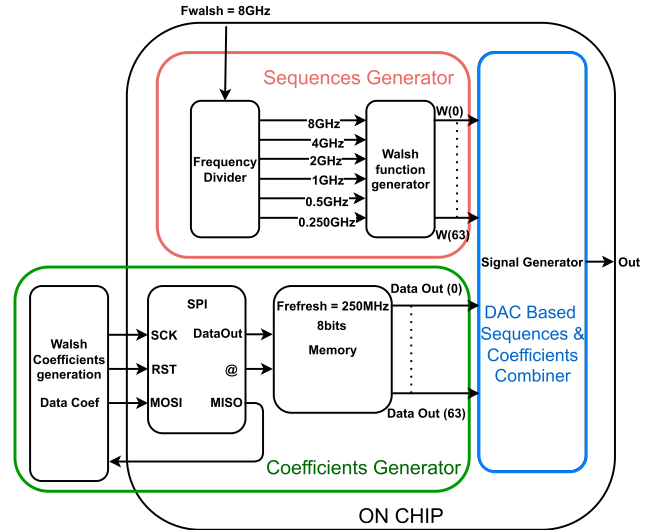 Fwalsh = 8GHz
Sequences Generator
Frequency
Divider
8GHz
4GHz
2GHz
1GHz
0.5GHz
0.250GHz
Walsh
function
generator
W(0)
W(63)
Signal Generator
Out
DAC Based
Sequences &
Coefficients
Combiner
Walsh
Coefficients
generation
Data Coef
SPI
SCK
DataOut
RST
@
MOSI
MISO
Frefresh = 250MHz
8bits
Memory
Data Out (0)
Data Out (63)
Coefficients Generator
ON CHIP